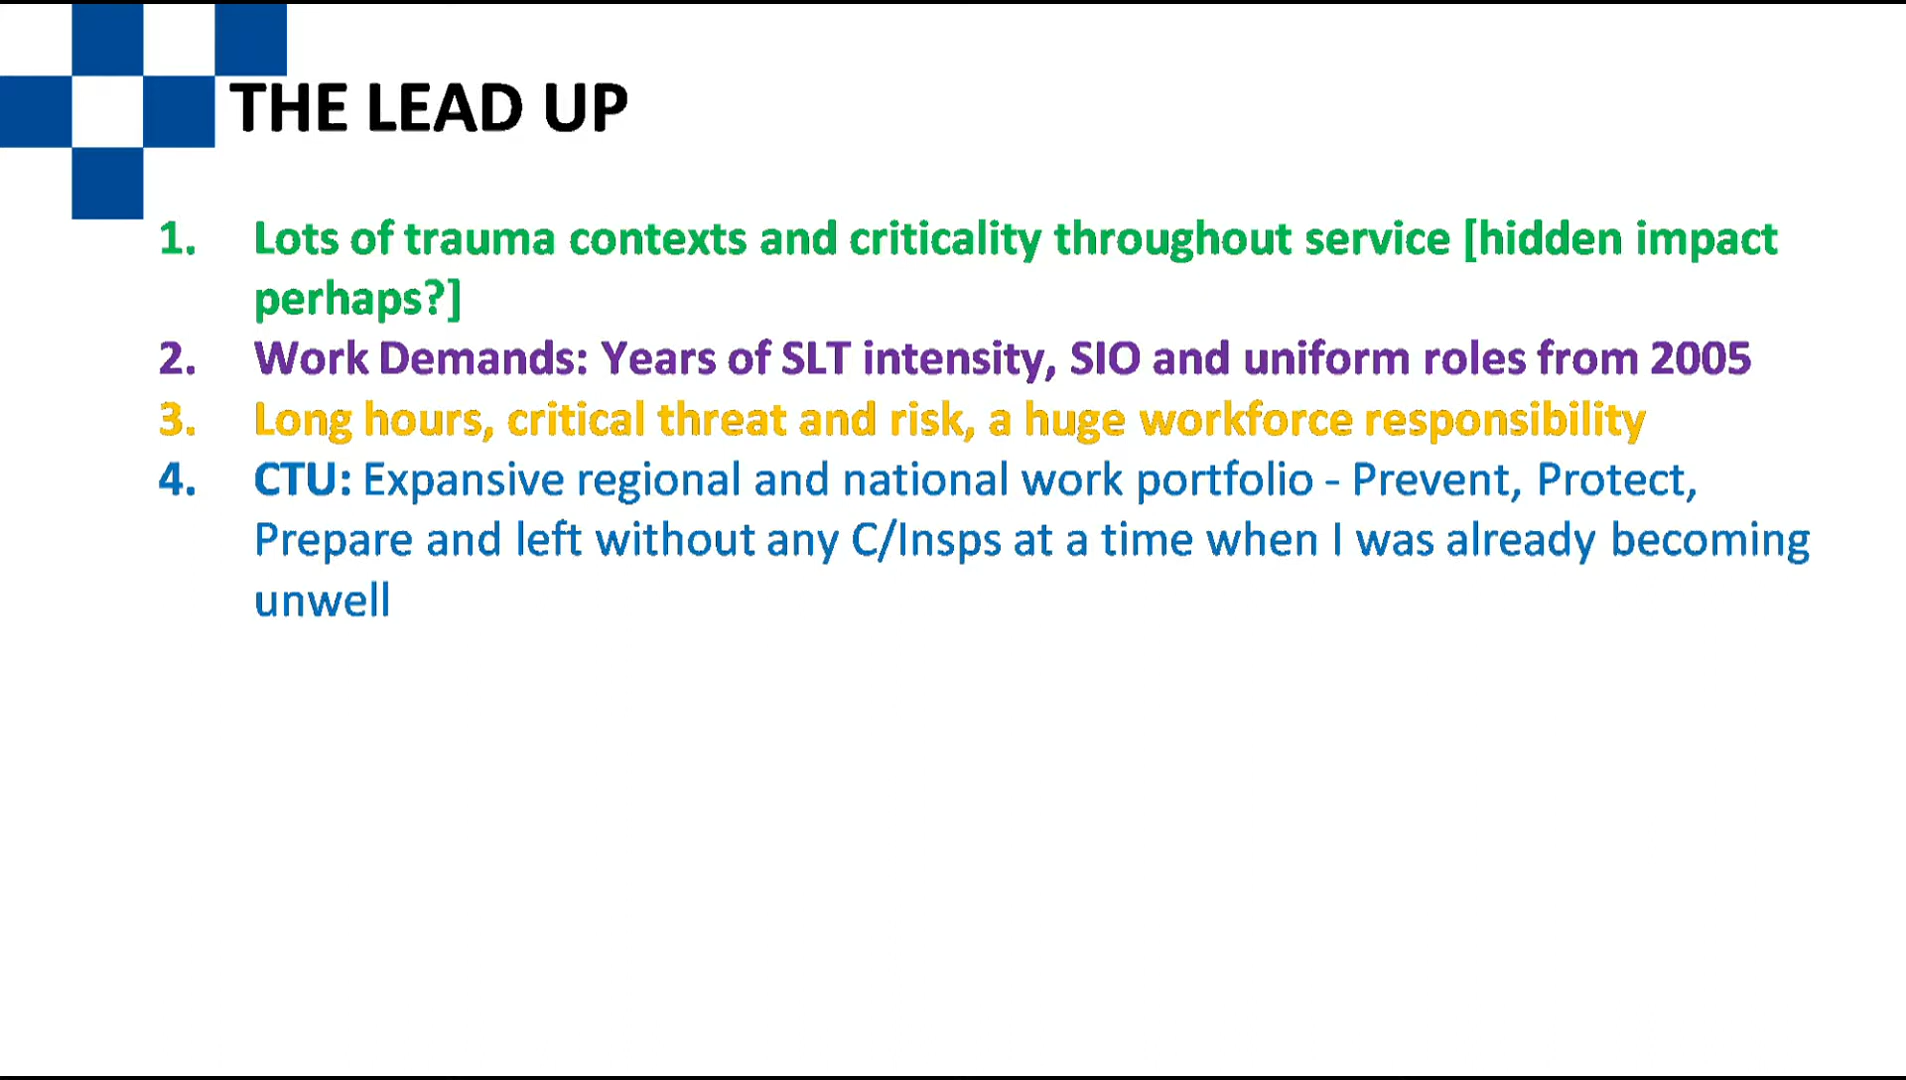 THE LEAD UP
1. Lots of trauma contexts and criticality throughout service [hidden impact
perhaps?]
2. Work Demands: Years of SLT intensity, SIO and uniform roles from 2005
3. Long hours, critical threat and risk, a huge workforce responsibility
4. CTU: Expansive regional and national work portfolio - Prevent, Protect,
Prepare and left without any C/Insps at a time when I was already becoming
unwell